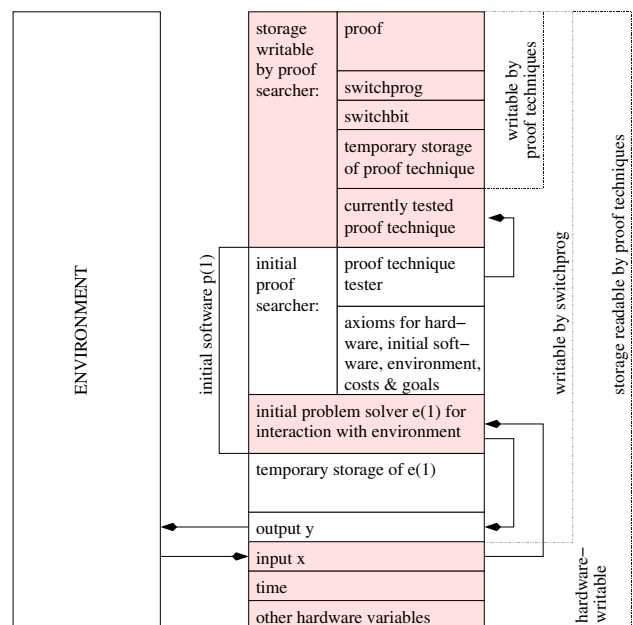 ENVIRONMENT
initial software p(1)
storage
writable
by proof
searcher:
proof
switchprog
switchbit
temporary storage
of proof technique
currently tested
proof technique
initial
proof
searcher:
proof technique
tester
axioms for hard−
ware, initial soft−
ware, environment,
costs & goals
initial problem solver e(1) for
interaction with environment
temporary storage of e(1)
output y
input x
time
other hardware variables
writable by
proof techniques
writable by switchprog
storage readable by proof techniques
hardware−
writable